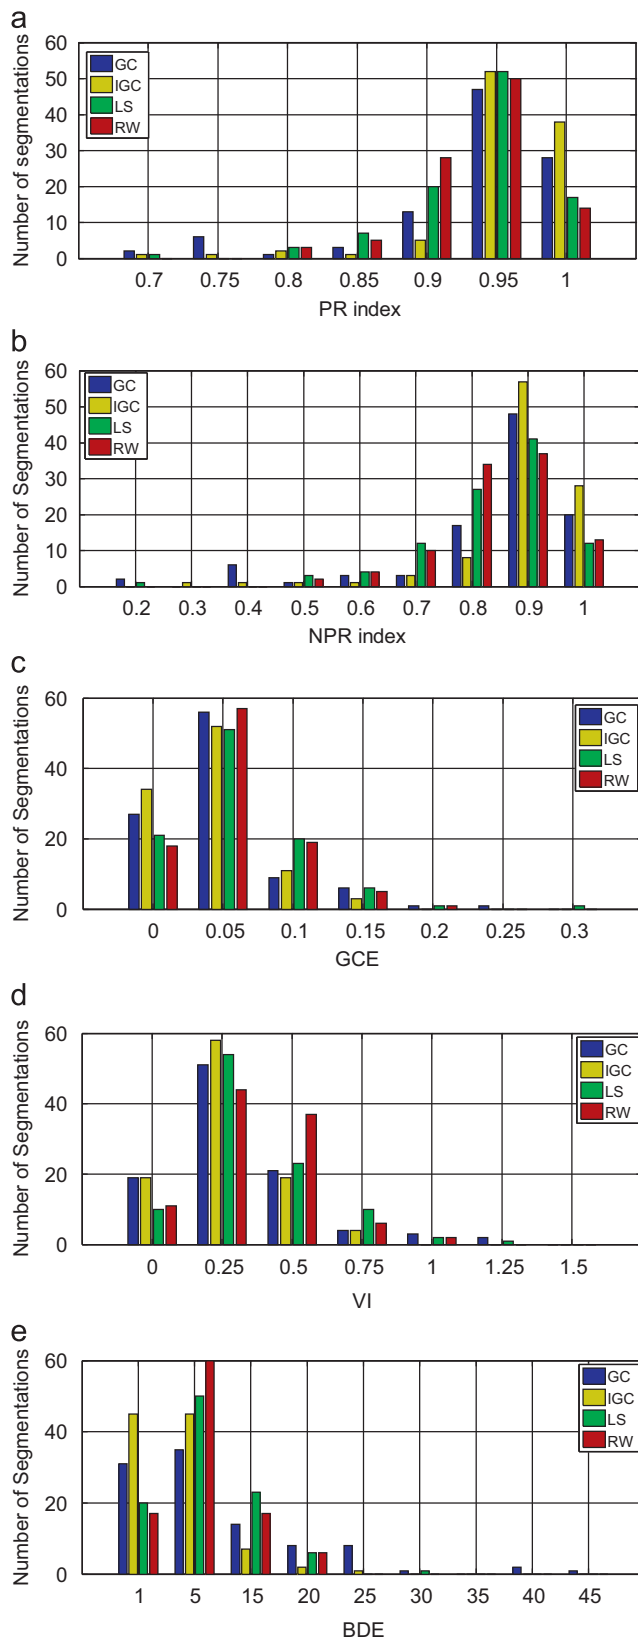 a
Number of segmentations
60
50
40
30
20
10
0
GC
IGC
LS
RW
0.7 0.75 0.8 0.85 0.9 0.95 1
PR index
b
Number of Segmentations
60
50
40
30
20
10
0
GC
IGC
LS
RW
0.2 0.3 0.4 0.5 0.6 0.7 0.8 0.9 1
NPR index
c
Number of Segmentations
60
40
20
0
GC
IGC
LS
RW
0 0.05 0.1 0.15 0.2 0.25 0.3
GCE
d
Number of Segmentations
60
40
20
0
GC
IGC
LS
RW
0 0.25 0.5 0.75 1 1.25 1.5
VI
e
Number of Segmentations
60
40
20
0
GC
IGC
LS
RW
1 5 15 20 25 30 35 40 45
BDE